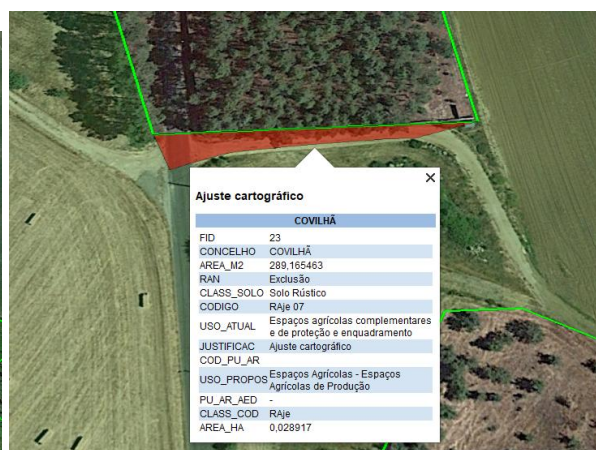 ×
Ajuste cartográfico
COVILHÃ
FID 23
CONCELHO COVILHÃ
AREA_M2 289,165463
RAN Exclusão
CLASS_SOLO Solo Rústico
CODIGO RAje 07
USO_ATUAL Espaços agrícolas complementares
e de proteção e enquadramento
JUSTIFICAC Ajuste cartográfico
COD_PU_AR
USO_PROPOS Espaços Agrícolas - Espaços
Agrícolas de Produção
PU_AR_AED -
CLASS_COD RAje
AREA_HA 0,028917